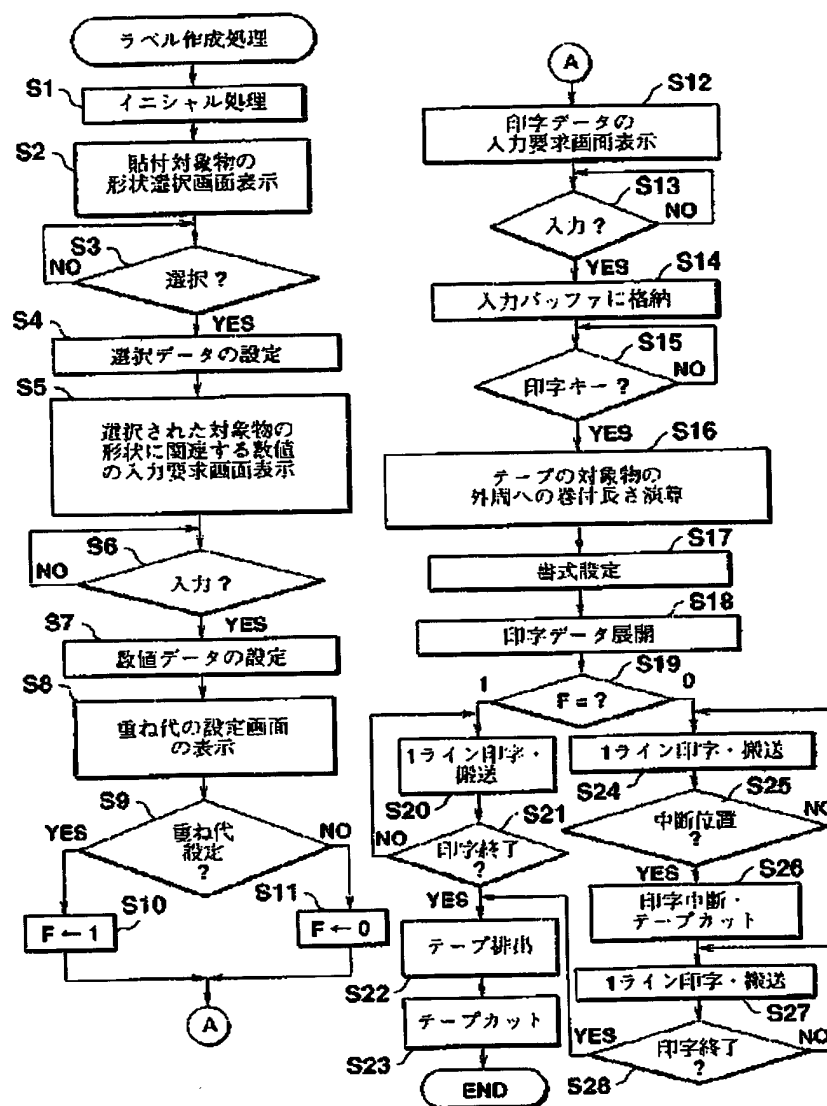 ラベル作成処理
S1
イニシャル処理
S2
貼付対象物の
形状選択画面表示
S3
NO
選択?
YES
S4
選択データの設定
S5
選択された対象物の
形状に関連する数値
の入力要求画面表示
S6
NO
入力?
YES
S7
数値データの設定
S8
重ね代の設定画面
の表示
S9
YES
NO
重ね代
設定
?
S10
F←1
S11
F←0
A
A
S12
印字データの
入力要求画面表示
S13
NO
入力?
YES
S14
入力バッファに格納
S15
NO
印字キー?
YES
S16
テープの対象物の
外周への巻付長さ演算
S17
書式設定
S18
印字データ展開
S19
1
0
F=?
1ライン印字・
搬送
S20
S21
NO
印字終了
?
YES
テープ排出
S22
テープカット
S23
END
1ライン印字・搬送
S24
S25
中断位置
?
NO
YES
S26
印字中断・
テープカット
1ライン印字・搬送
S27
YES
NO
印字終了
?
S28